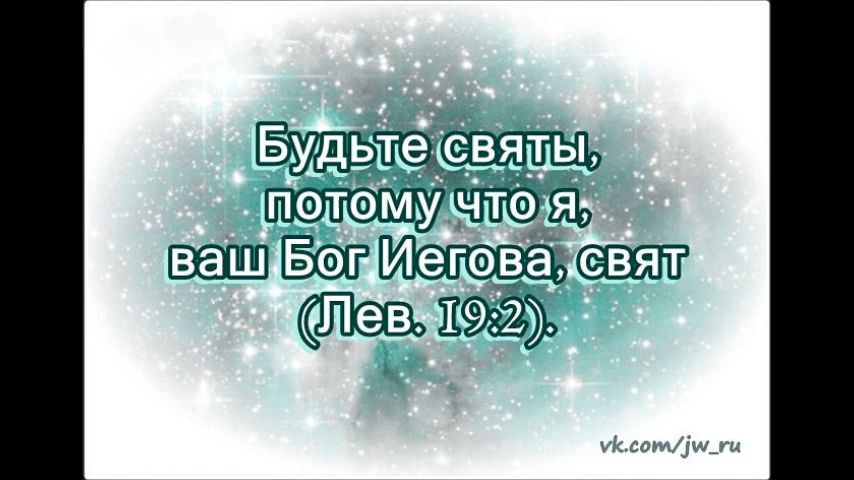 Будьте святы,
потому что я,
ваш Бог Иегова, свят
(Лев. 19:2).
vk.com/jw_ru